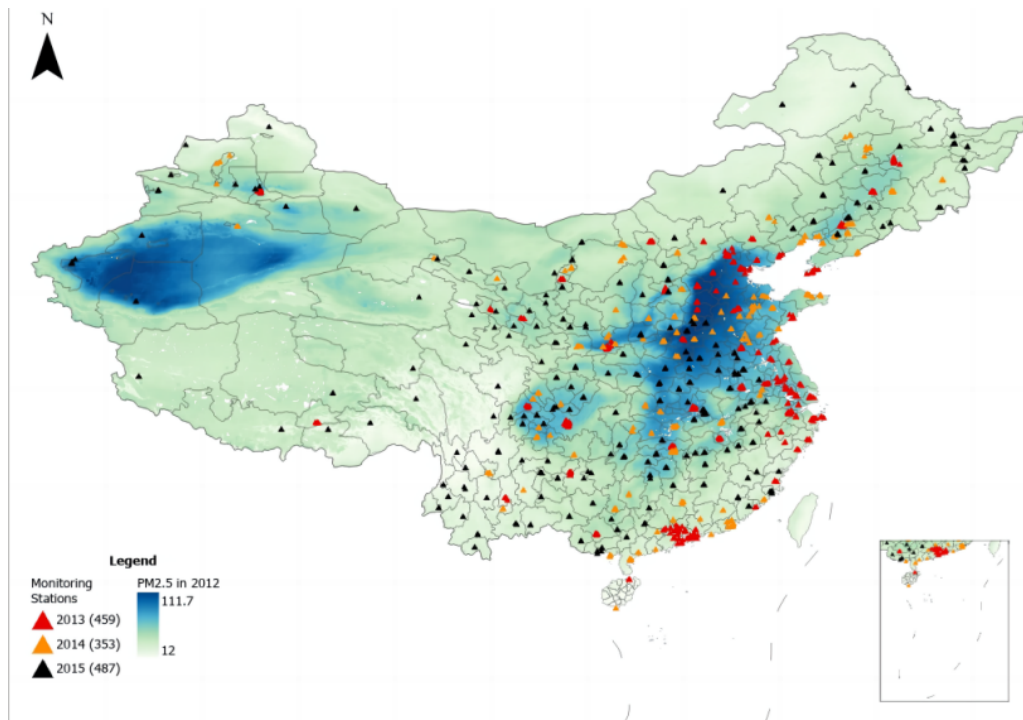 N
Legend
Monitoring
Stations
2013 (459)
2014 (353)
2015 (487)
PM2.5 in 2012
111.7
12